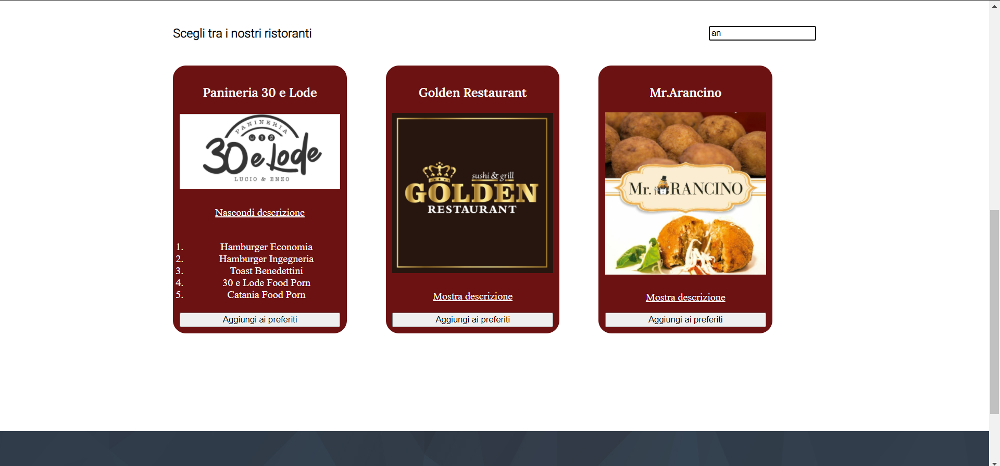 Scegli tra i nostri ristoranti
an
Panineria 30 e Lode
PANINERIA
30 e Lode
LUCIO & ENZO
Nascondi descrizione
1. Hamburger Economia
2. Hamburger Ingegneria
3. Toast Benedettini
4. 30 e Lode Food Porn
5. Catania Food Porn
Aggiungi ai preferiti
Golden Restaurant
sushi & grill
GOLDEN
RESTAURANT
Mostra descrizione
Aggiungi ai preferiti
Mr.Arancino
Mr. ARANCINO
Mostra descrizione
Aggiungi ai preferiti